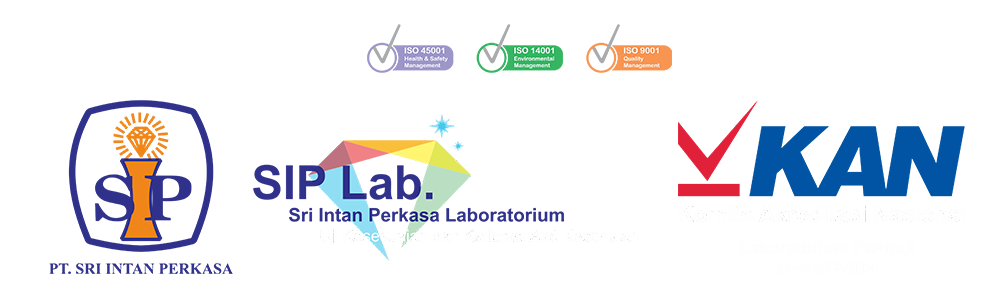 ISO 45001
Health & Safety
Management
ISO 14001
Environmental
Management
ISO 9001
Quality
Management
SIP
PT. SRI INTAN PERKASA
SIP Lab.
Sri Intan Perkasa Laboratorium
KAN